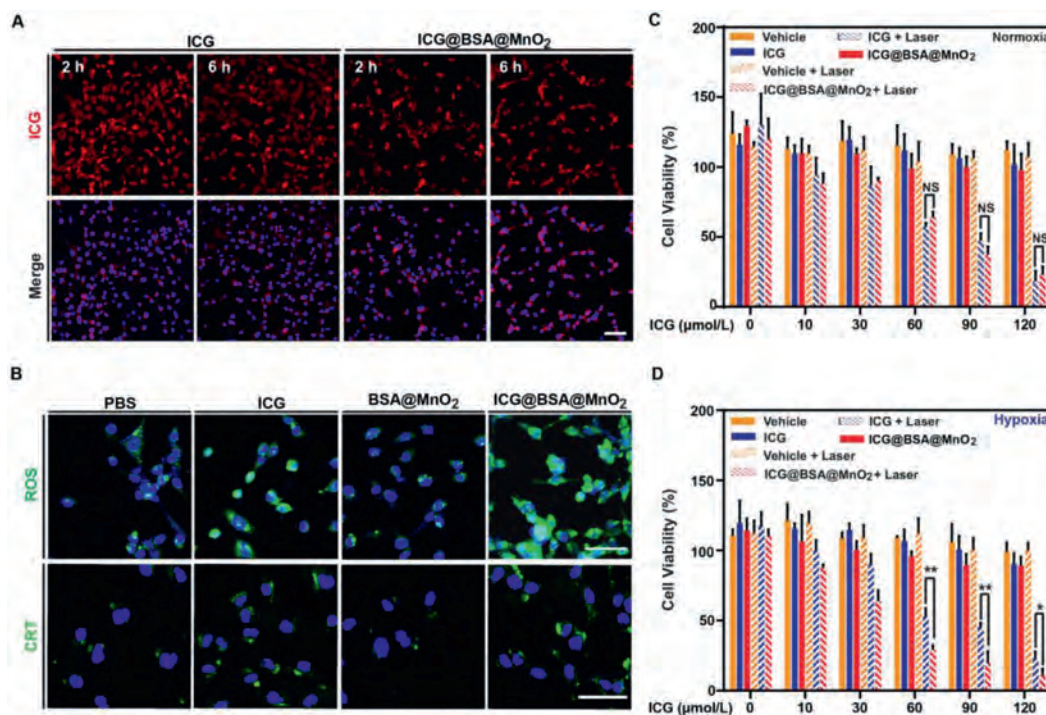 A
ICG
ICG@BSA@MnO₂
2 h
6 h
2 h
6 h
ICG
Merge
B
PBS
ICG
BSA@MnO₂
ICG@BSA@MnO₂
ROS
CRT
C
Normoxia
Vehicle
ICG
Vehicle + Laser
ICG@BSA@MnO₂+ Laser
ICG + Laser
ICG@BSA@MnO₂
Cell Viability (%)
200
150
100
50
0
NS
NS
NS
ICG (μmol/L)
0
10
30
60
90
120
D
Hypoxia
Vehicle
ICG
Vehicle + Laser
ICG@BSA@MnO₂+ Laser
ICG + Laser
ICG@BSA@MnO₂
Cell Viability (%)
200
150
100
50
0
**
**
*
ICG (μmol/L)
0
10
30
60
90
120